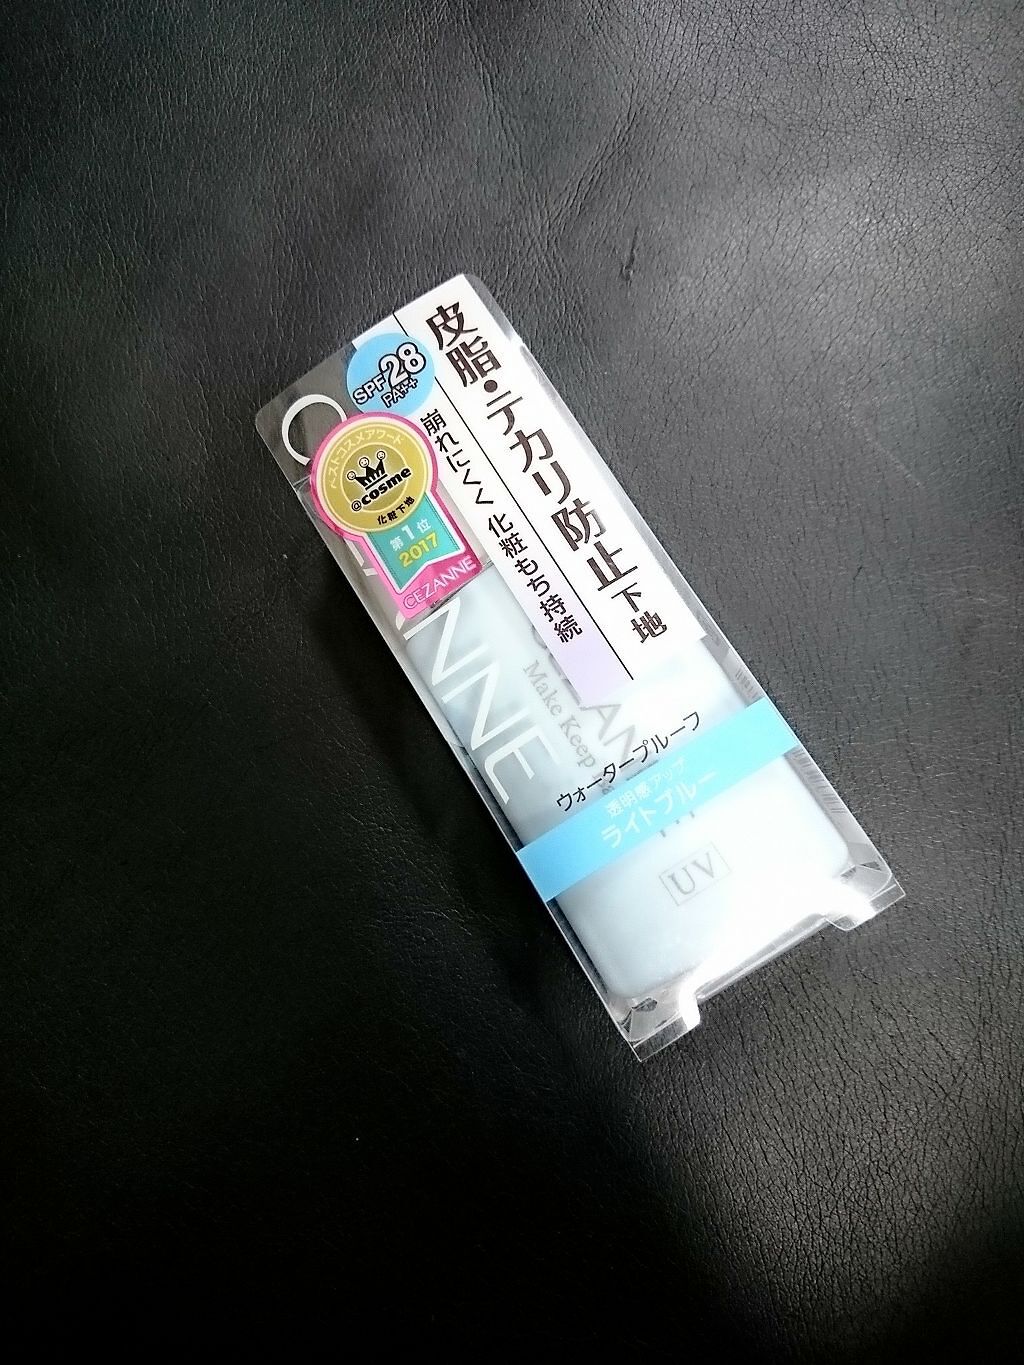 皮脂・テカリ防止下地
崩れにくく 化粧もち持続
SPF28
PA++
ベストコスメアワード
@cosme
化粧下地
第1位
2017
CEZANNE
NNE
Make Keep
ウォータープルーフ
透明感アップ
ライトブルー
UV